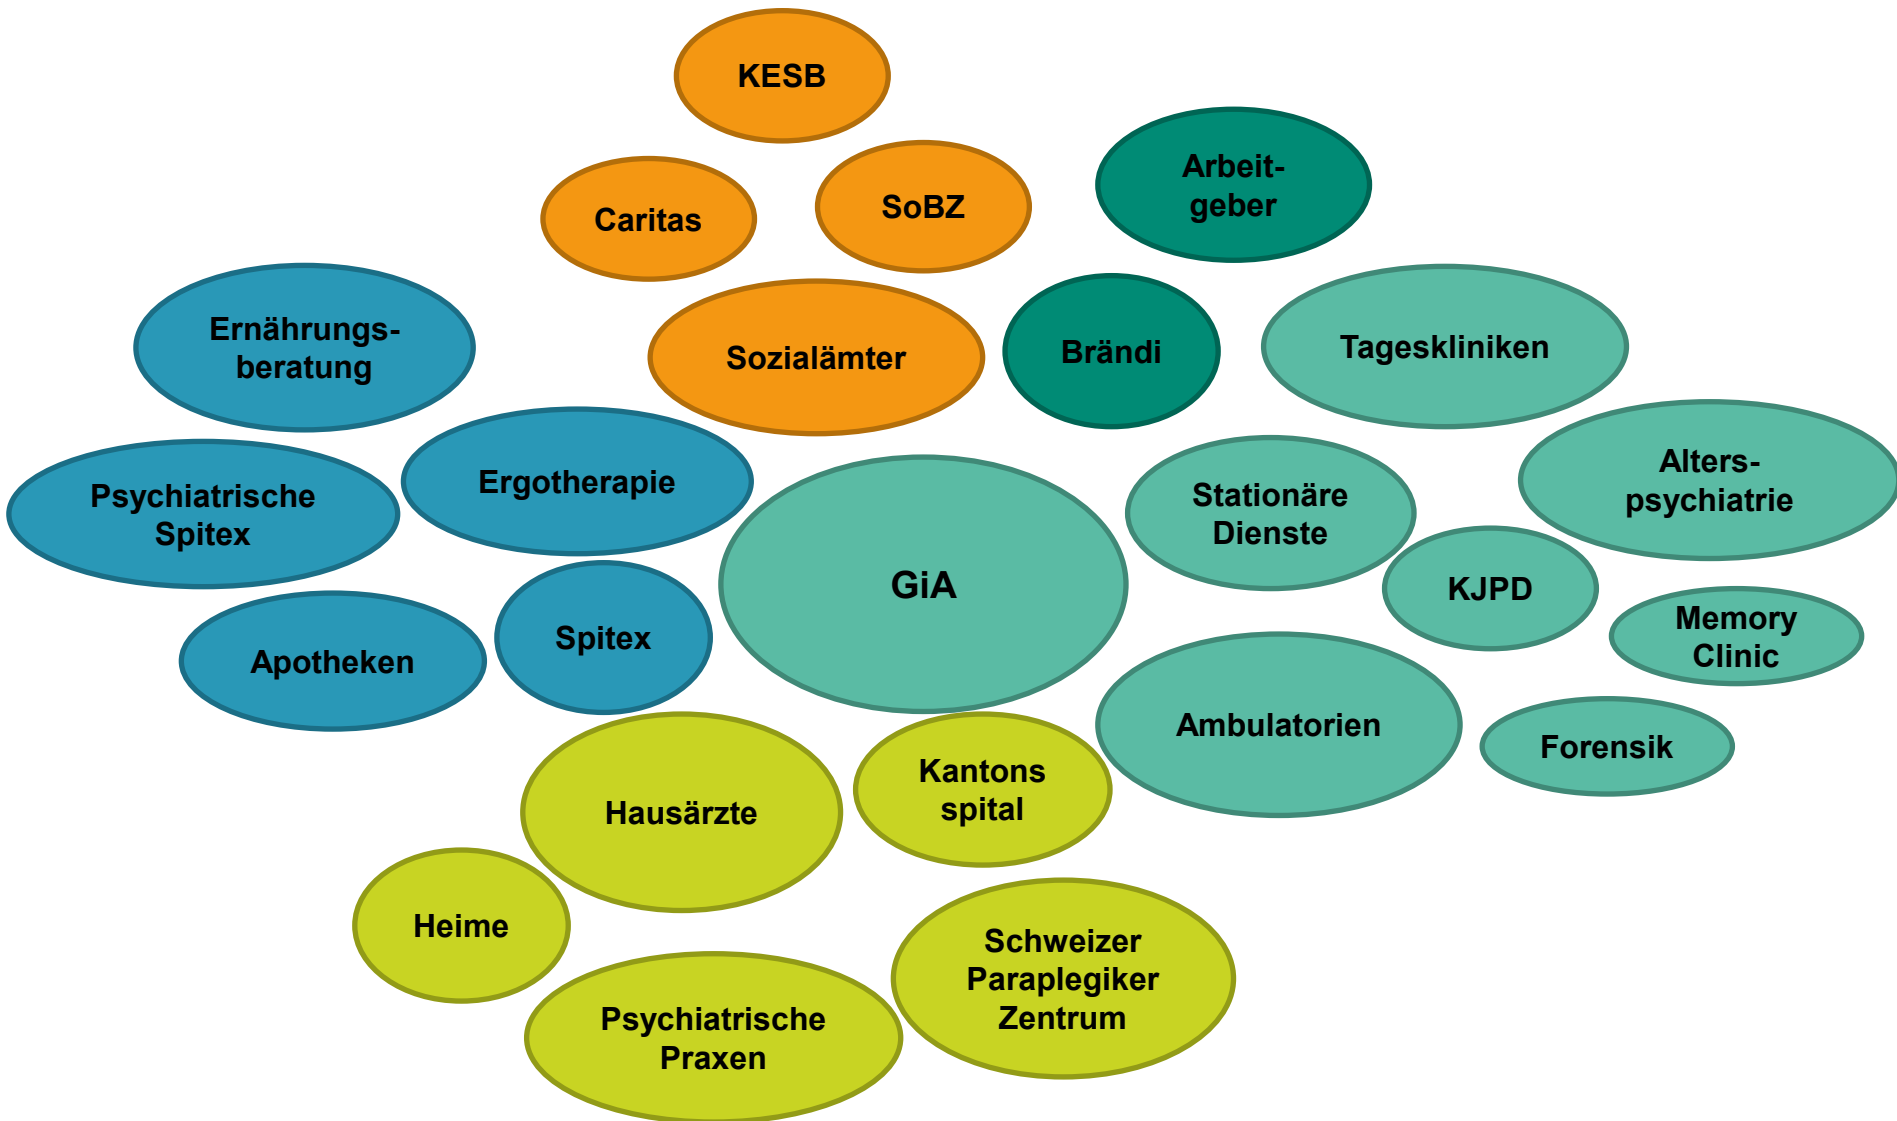 KESB
Arbeit-
geber
Caritas
SoBZ
Ernährungs-
beratung
Sozialämter
Brändi
Tageskliniken
Psychiatrische
Spitex
Ergotherapie
Stationäre
Dienste
Alters-
psychiatrie
GiA
KJPD
Memory
Clinic
Apotheken
Spitex
Ambulatorien
Forensik
Hausärzte
Kantons
spital
Heime
Schweizer
Paraplegiker
Zentrum
Psychiatrische
Praxen